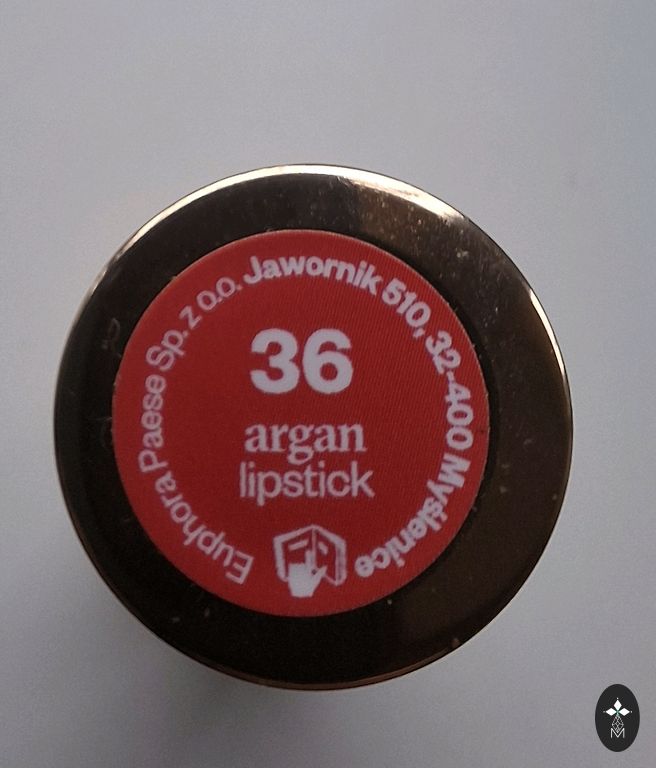 Euphora Paese Sp. z o.o. Jawornik 510, 32-400 Myślenice
36
argan
lipstick
M